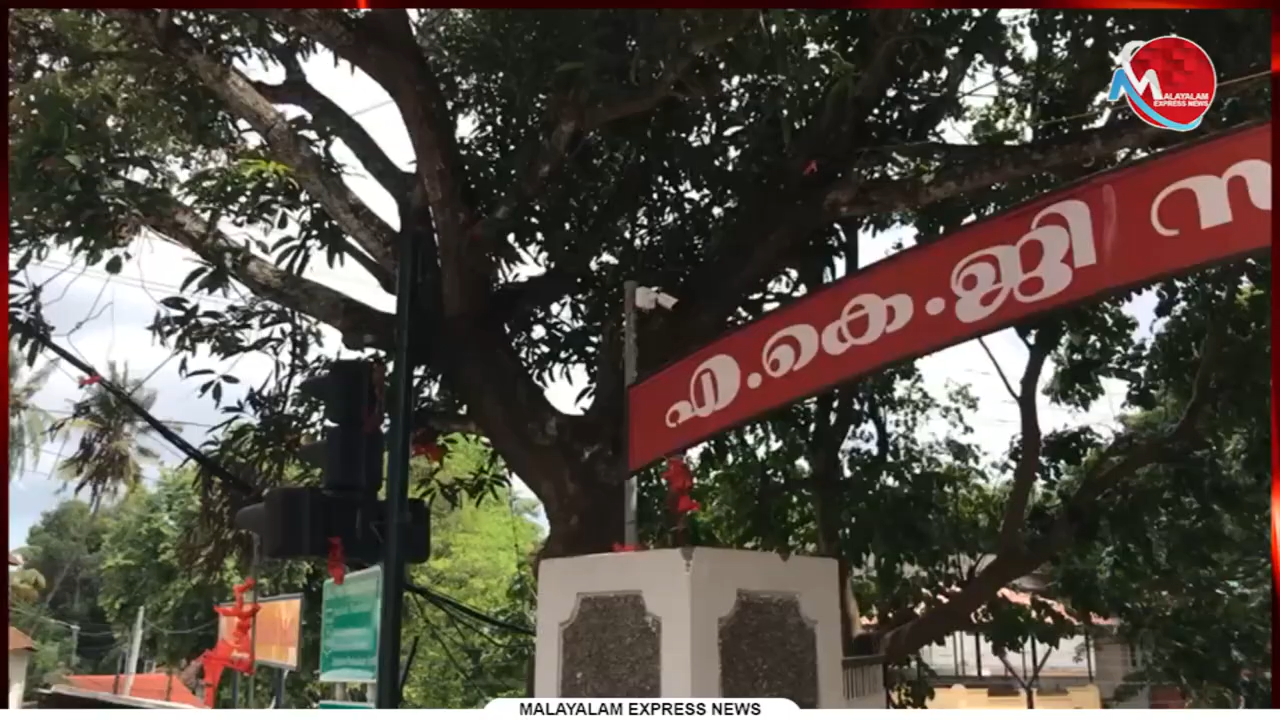 MALAYALAM
EXPRESS NEWS
എ.കെ.ജി സ
MALAYALAM EXPRESS NEWS